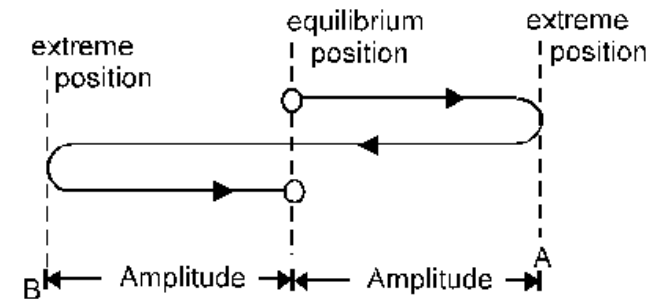 extreme
position
equilibrium
position
extreme
position
B
Amplitude
Amplitude
A